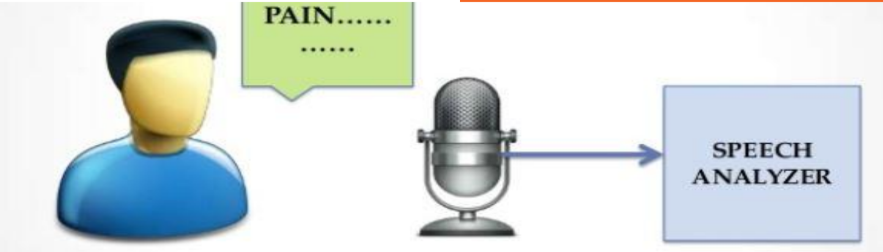 PAIN......
......
SPEECH
ANALYZER